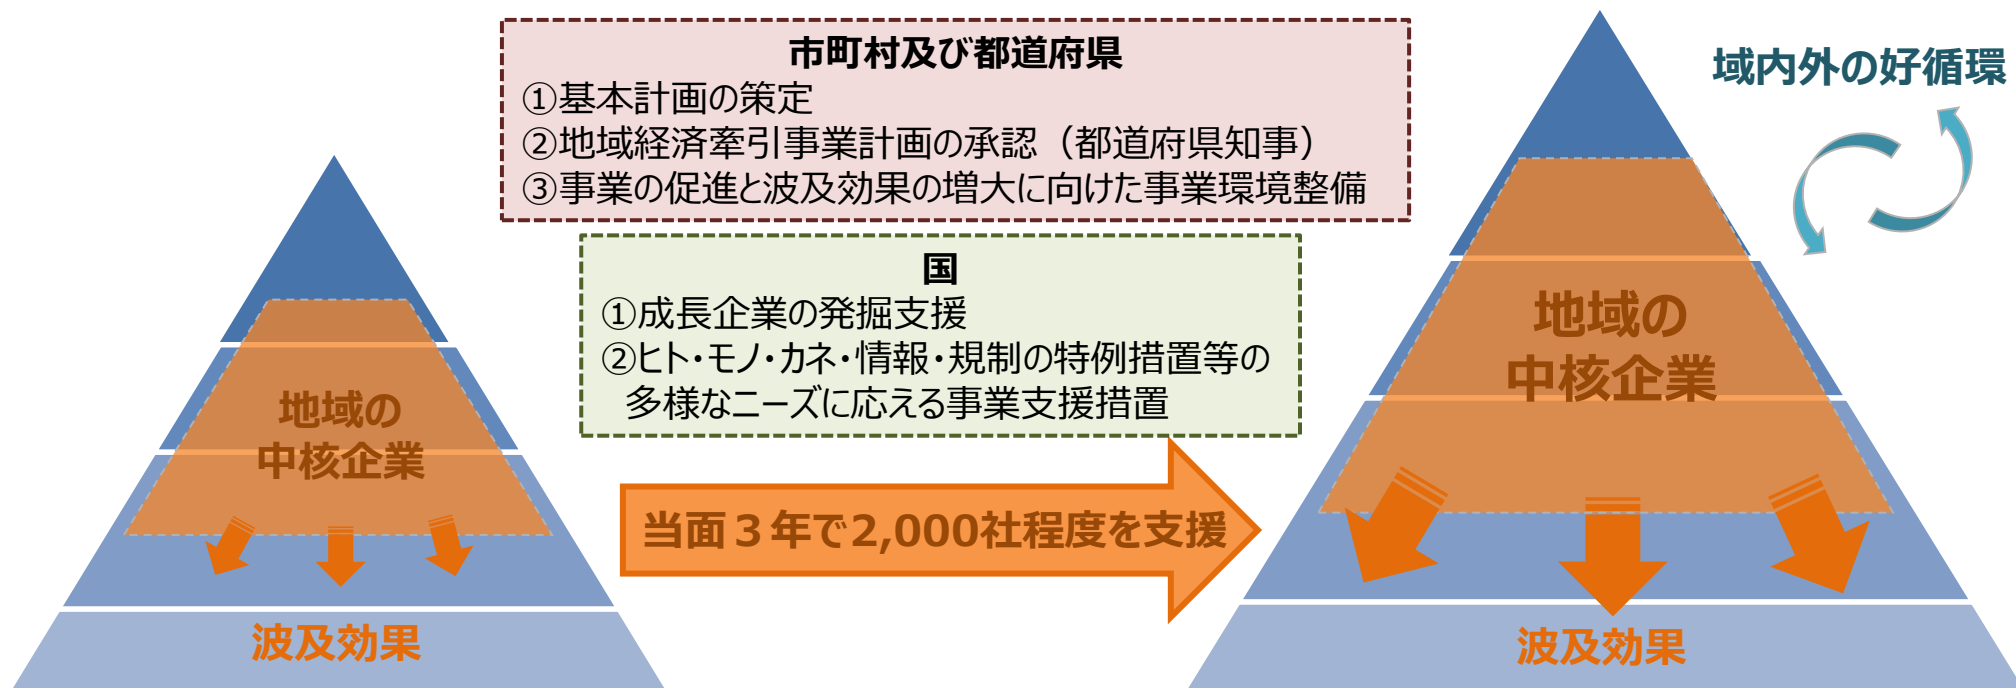 市町村及び都道府県
①基本計画の策定
②地域経済牽引事業計画の承認（都道府県知事）
③事業の促進と波及効果の増大に向けた事業環境整備
国
①成長企業の発掘支援
②ヒト・モノ・カネ・情報・規制の特例措置等の
多様なニーズに応える事業支援措置
地域の
中核企業
波及効果
当面３年で2,000社程度を支援
域内外の好循環
地域の
中核企業
波及効果